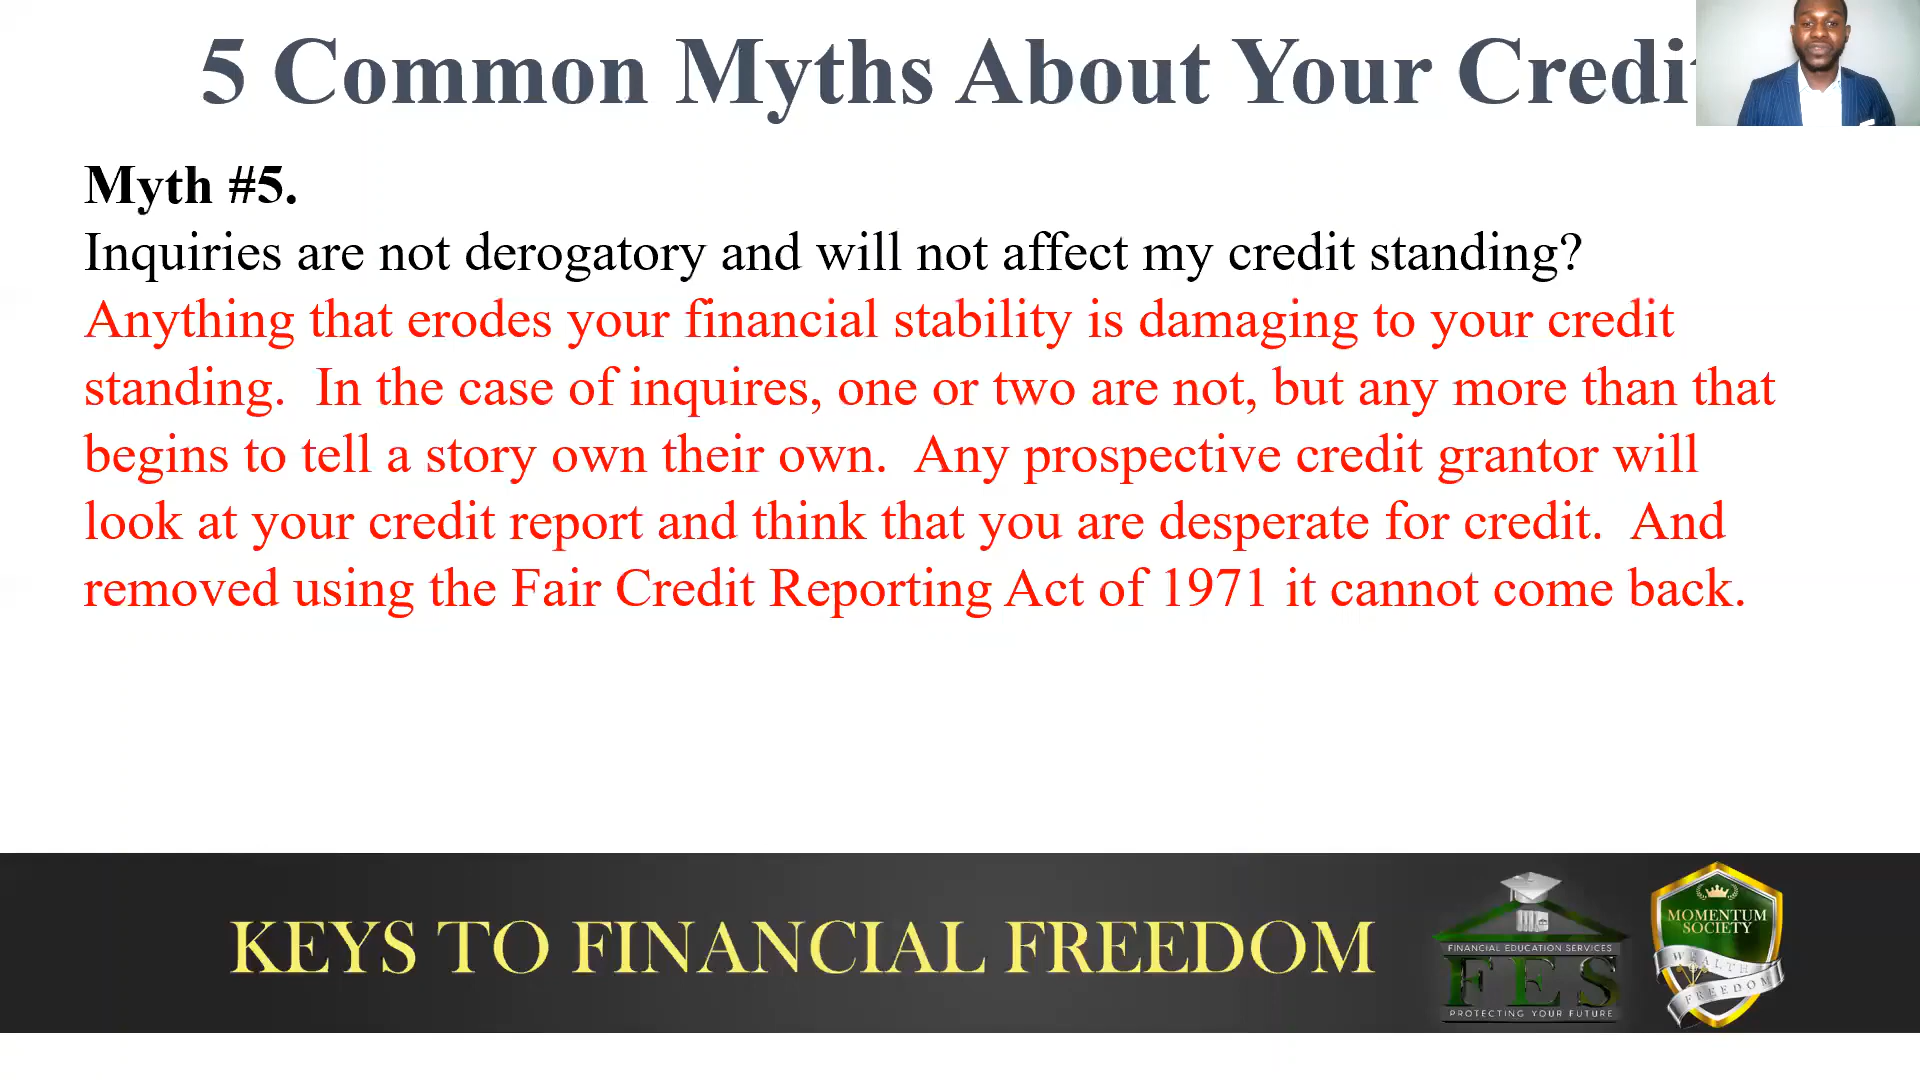 5 Common Myths About Your Credit
Myth #5.
Inquiries are not derogatory and will not affect my credit standing?
Anything that erodes your financial stability is damaging to your credit
standing.  In the case of inquires, one or two are not, but any more than that
begins to tell a story own their own.  Any prospective credit grantor will
look at your credit report and think that you are desperate for credit.  And
removed using the Fair Credit Reporting Act of 1971 it cannot come back.
KEYS TO FINANCIAL FREEDOM
FINANCIAL EDUCATION SERVICES
FES
PROTECTING YOUR FUTURE
MOMENTUM
SOCIETY
WEALTH
FREEDOM